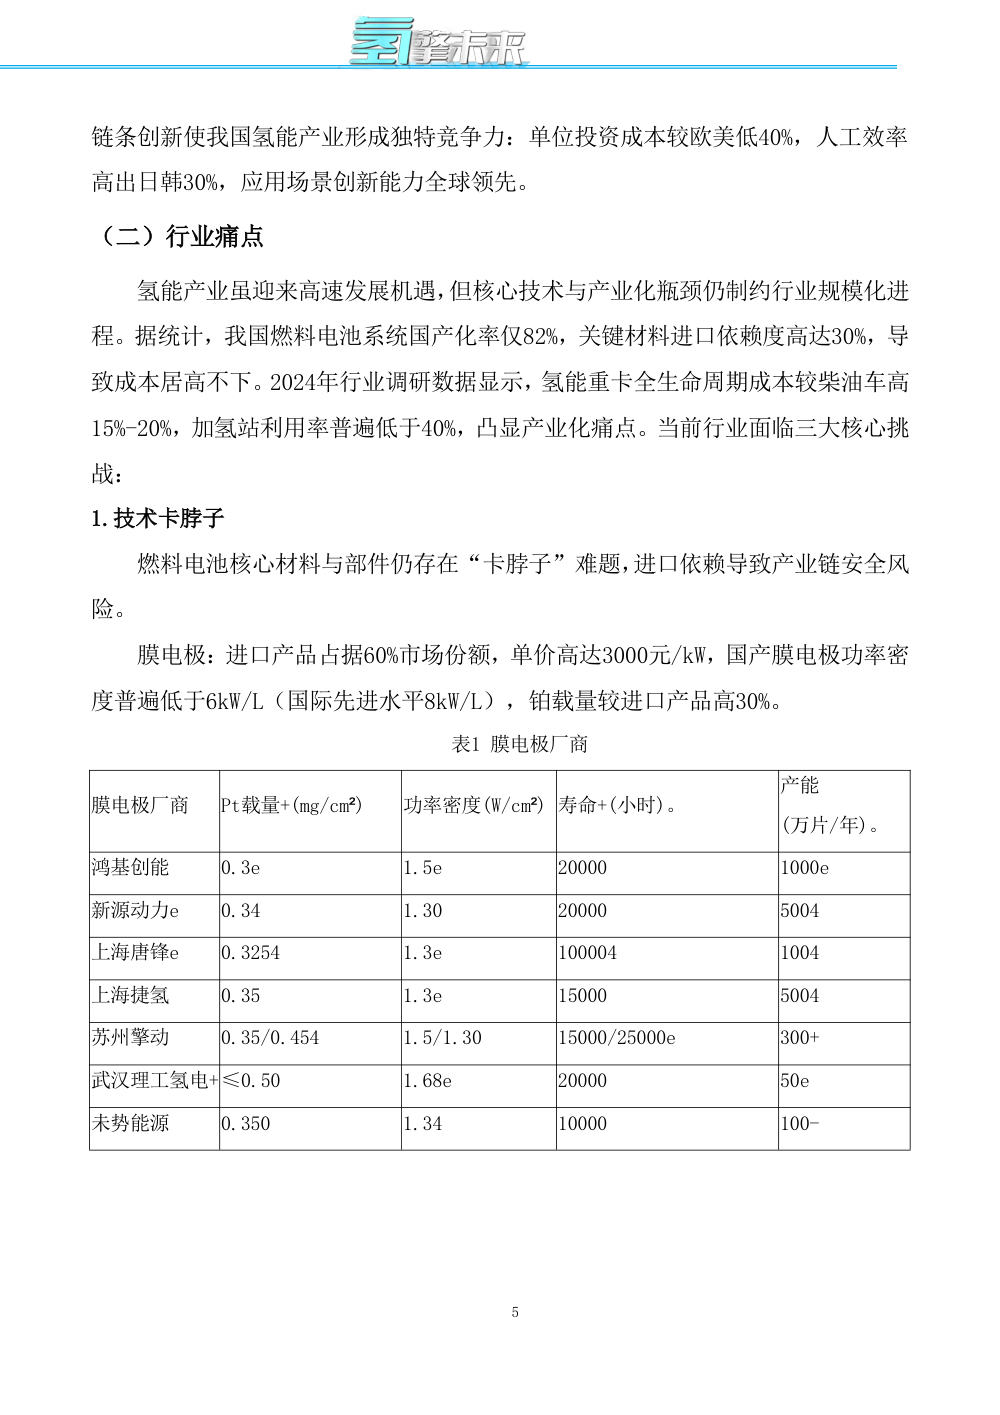 氢擎未来
链条创新使我国氢能产业形成独特竞争力：单位投资成本较欧美低40%，人工效率
高出日韩30%，应用场景创新能力全球领先。
（二）行业痛点
氢能产业虽迎来高速发展机遇，但核心技术与产业化瓶颈仍制约行业规模化进
程。据统计，我国燃料电池系统国产化率仅82%，关键材料进口依赖度高达30%，导
致成本居高不下。2024年行业调研数据显示，氢能重卡全生命周期成本较柴油车高
15%-20%，加氢站利用率普遍低于40%，凸显产业化痛点。当前行业面临三大核心挑
战：
1.技术卡脖子
燃料电池核心材料与部件仍存在“卡脖子”难题，进口依赖导致产业链安全风
险。
膜电极：进口产品占据60%市场份额，单价高达3000元/kW，国产膜电极功率密
度普遍低于6kW/L（国际先进水平8kW/L），铂载量较进口产品高30%。
表1 膜电极厂商
膜电极厂商 Pt载量+(mg/cm²) 功率密度(W/cm²) 寿命+(小时)。 产能
(万片/年)。
鸿基创能 0.3e 1.5e 20000 1000e
新源动力e 0.34 1.30 20000 5004
上海唐锋e 0.3254 1.3e 100004 1004
上海捷氢 0.35 1.3e 15000 5004
苏州擎动 0.35/0.454 1.5/1.30 15000/25000e 300+
武汉理工氢电+ ≤0.50 1.68e 20000 50e
未势能源 0.350 1.34 10000 100-
5